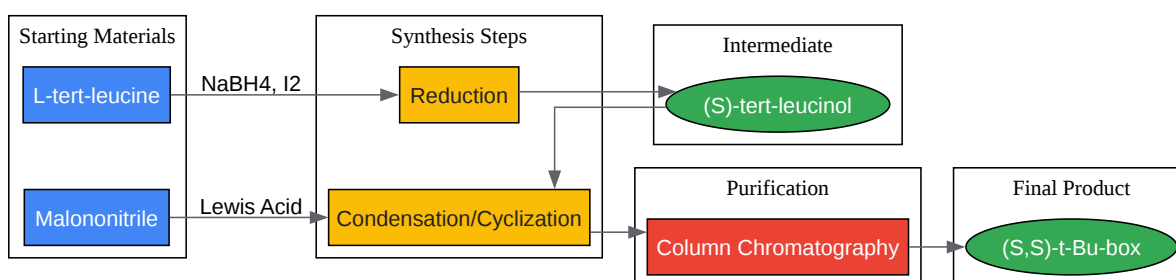 Starting Materials
Synthesis Steps
Intermediate
L-tert-leucine
NaBH4, I2
Reduction
(S)-tert-leucinol
Purification
Final Product
Malononitrile
Lewis Acid
Condensation/Cyclization
Column Chromatography
(S,S)-t-Bu-box